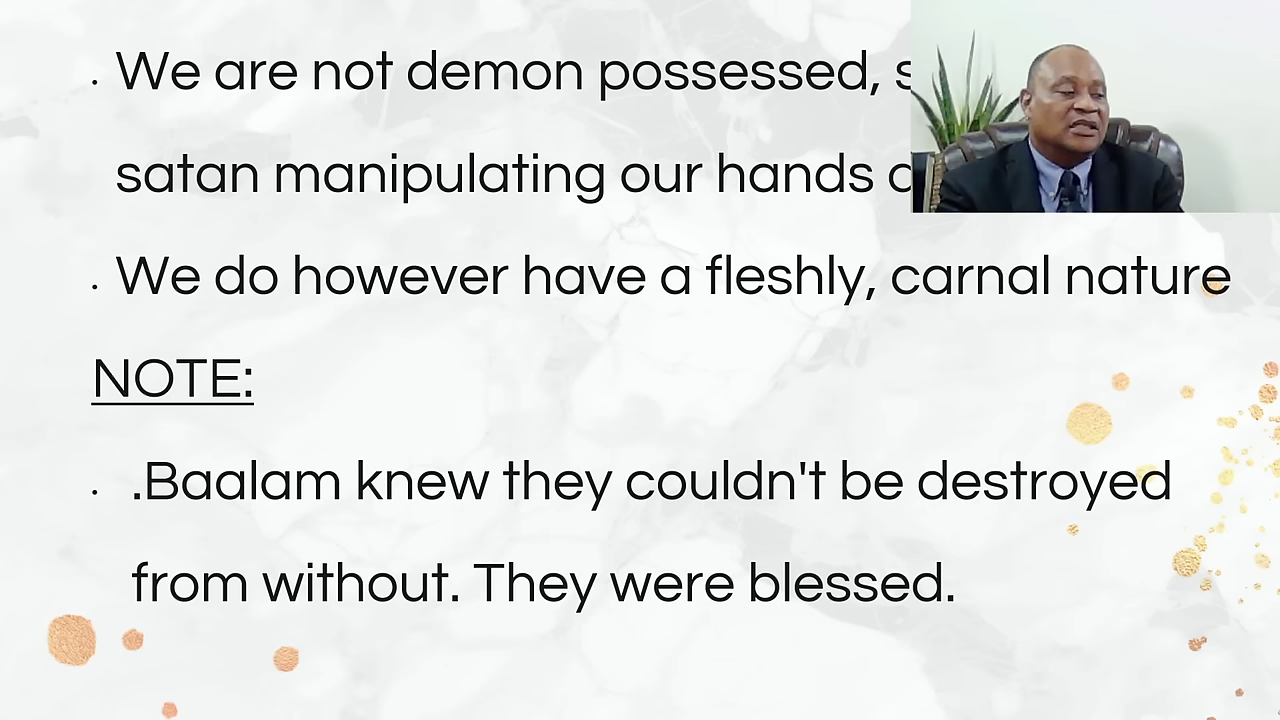 We are not demon possessed,
satan manipulating our hands
We do however have a fleshly, carnal nature
NOTE:
.Baalam knew they couldn't be destroyed
from without. They were blessed.